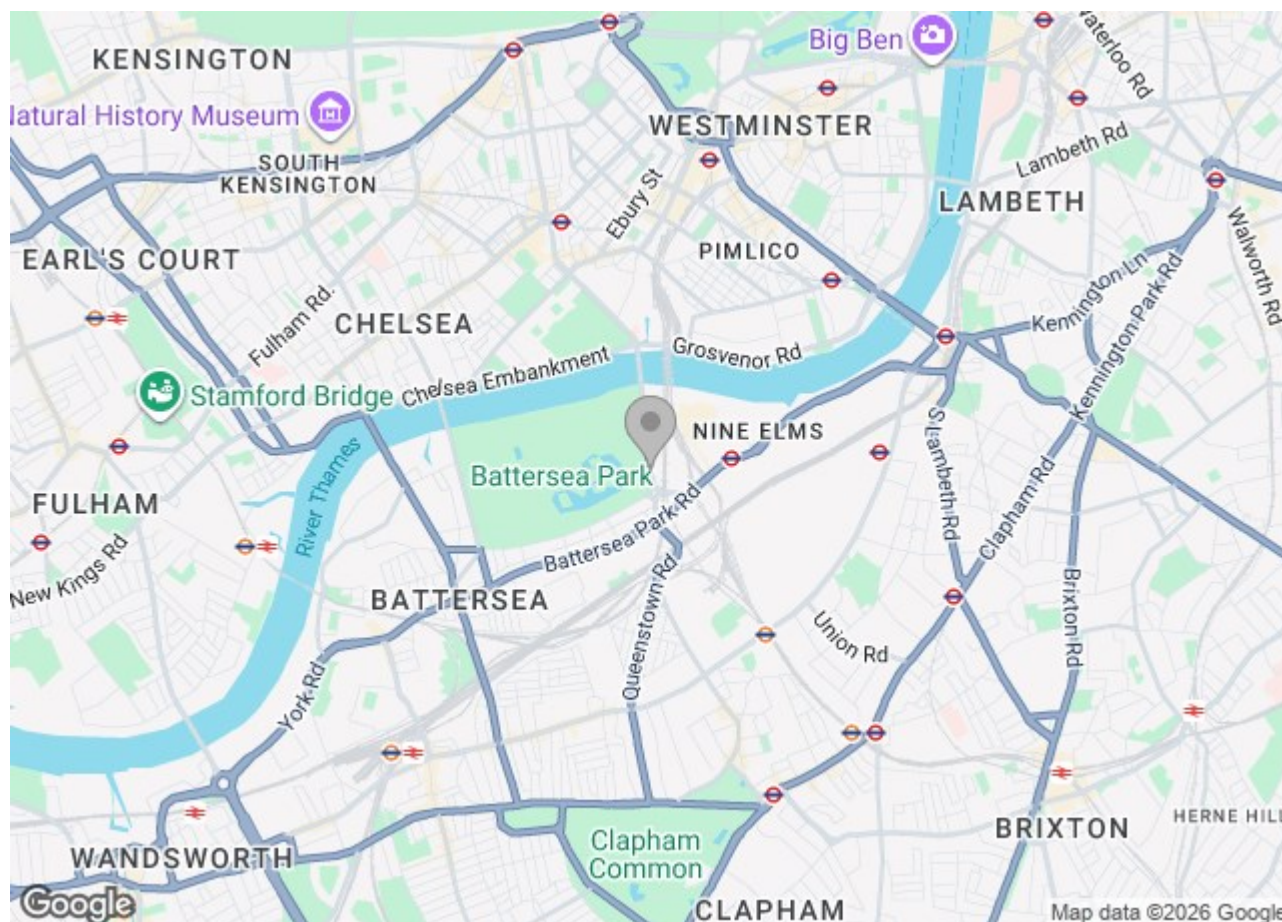 KENSINGTON
Big Ben
Waterloo Rd
Natural History Museum
WESTMINSTER
SOUTH
KENSINGTON
Lambeth Rd
Ebury St
LAMBETH
EARL'S COURT
PIMLICO
Walworth Rd
Kennington Ln
Fulham Rd.
CHELSEA
Grosvenor Rd
Kennington Park Rd
Chelsea Embankment
Stamford Bridge
NINE ELMS
Battersea Park
S Lambeth Rd
River Thames
FULHAM
Clapham Rd
Battersea Park Rd
New Kings Rd
BATTERSEA
Queenstown Rd
Union Rd
Brixton Rd
York Rd
HERNE HILL
BRIXTON
Clapham
Common
WANDSWORTH
CLAPHAM
Google
Map data ©2026 Google